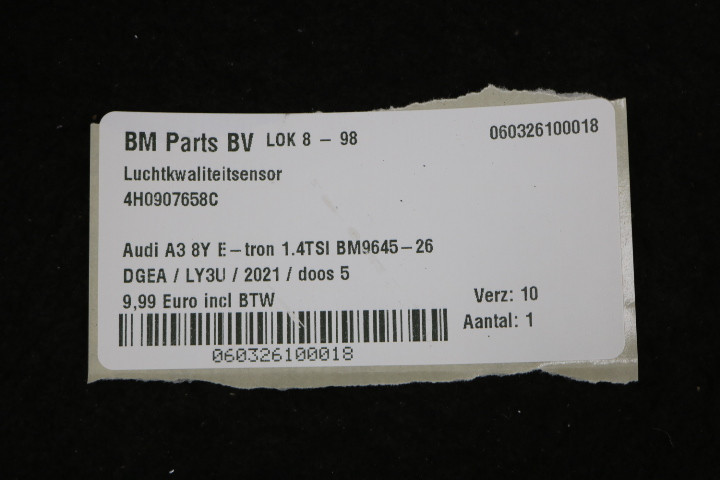 BM Parts BV LOK 8 - 98
060326100018
Luchtkwaliteitsensor
4H0907658C
Audi A3 8Y E-tron 1.4TSI BM9645-26
DGEA / LY3U / 2021 / doos 5
9,99 Euro incl BTW
Verz: 10
Aantal: 1
060326100018